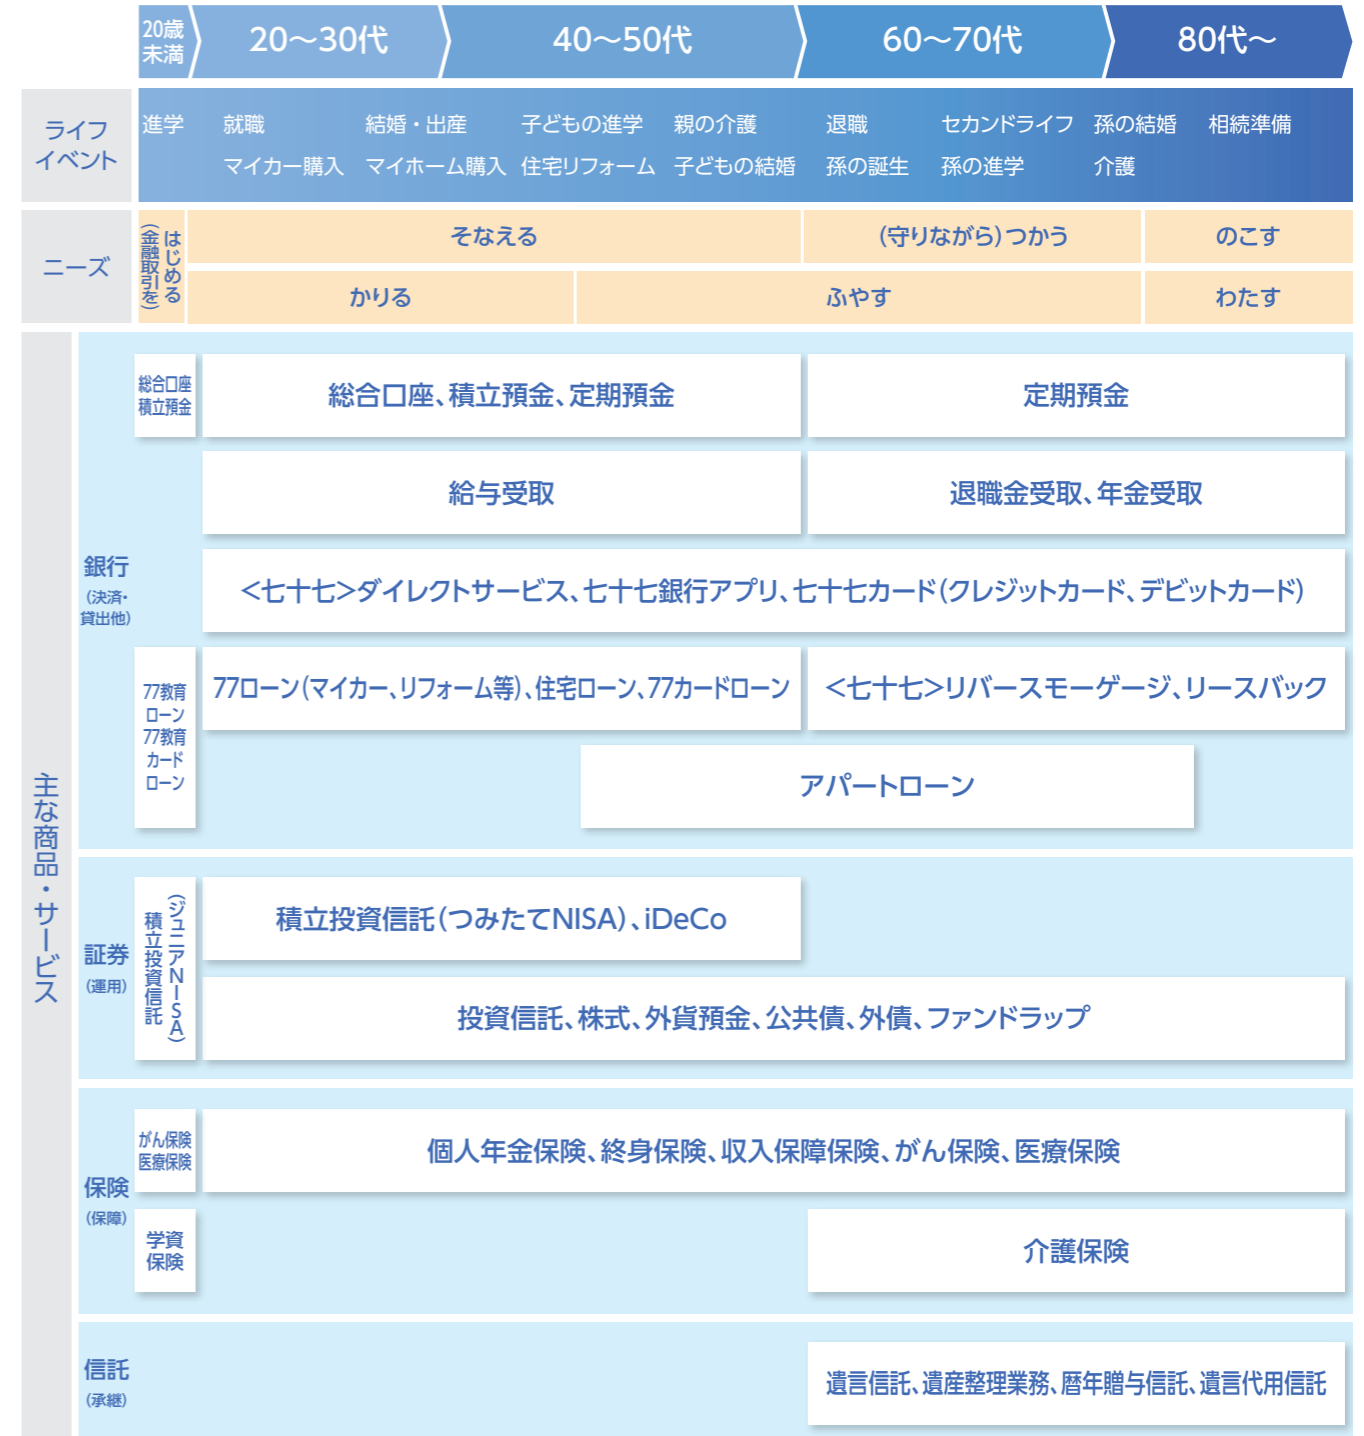 20歳
未満
20～30代
40～50代
60～70代
80代～
ライフ
イベント
進学
就職
結婚・出産
子どもの進学
親の介護
退職
セカンドライフ
孫の結婚
相続準備
マイカー購入
マイホーム購入
住宅リフォーム
子どもの結婚
孫の誕生
孫の進学
介護
ニーズ
はじめる
(金融取引を)
そなえる
(守りながら)つかう
のこす
かりる
ふやす
わたす
主な商品・サービス
銀行
(決済・
貸出他)
総合口座
積立預金
総合口座、積立預金、定期預金
定期預金
給与受取
退職金受取、年金受取
<七十七>ダイレクトサービス、七十七銀行アプリ、七十七カード(クレジットカード、デビットカード)
77教育
ローン
77教育
カード
ローン
77ローン(マイカー、リフォーム等)、住宅ローン、77カードローン
<七十七>リバースモーゲージ、リースバック
アパートローン
証券
(運用)
(ジュニアNISA)
積立投資信託
積立投資信託(つみたてNISA)、iDeCo
投資信託、株式、外貨預金、公共債、外債、ファンドラップ
保険
(保障)
がん保険
医療保険
個人年金保険、終身保険、収入保障保険、がん保険、医療保険
学資
保険
介護保険
信託
(承継)
遺言信託、遺産整理業務、暦年贈与信託、遺言代用信託